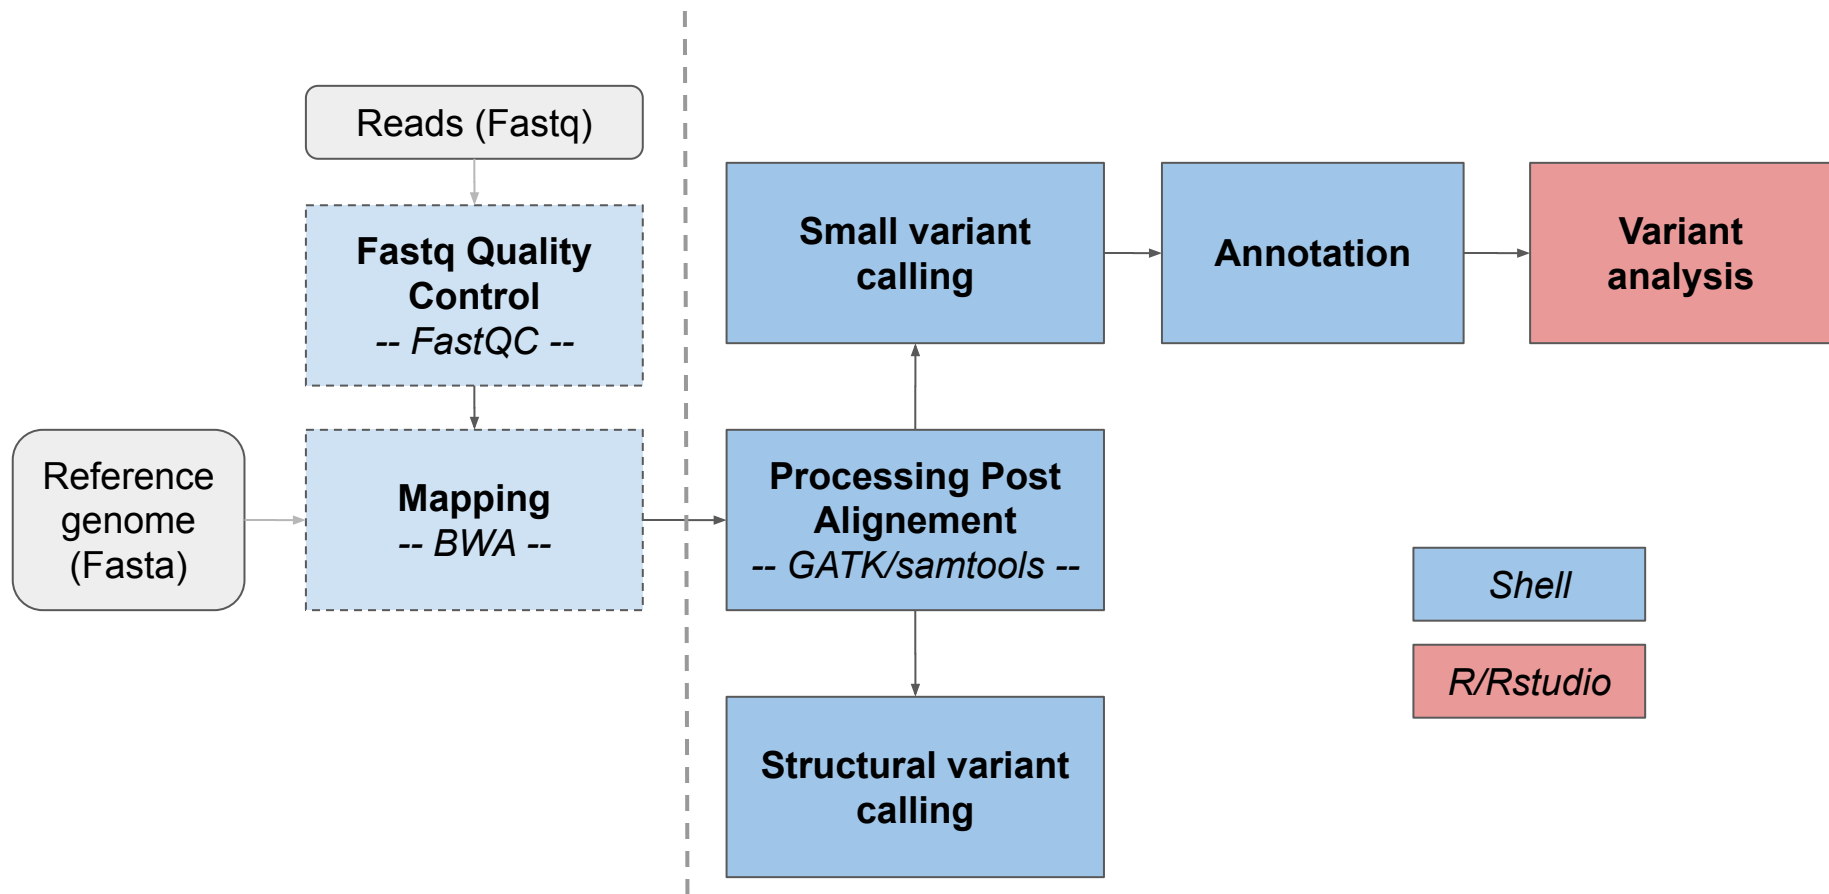 Reads (Fastq)
Fastq Quality
Control
-- FastQC --
Reference
genome
(Fasta)
Mapping
-- BWA --
Small variant
calling
Annotation
Variant
analysis
Processing Post
Alignement
-- GATK/samtools --
Structural variant
calling
Shell
R/Rstudio